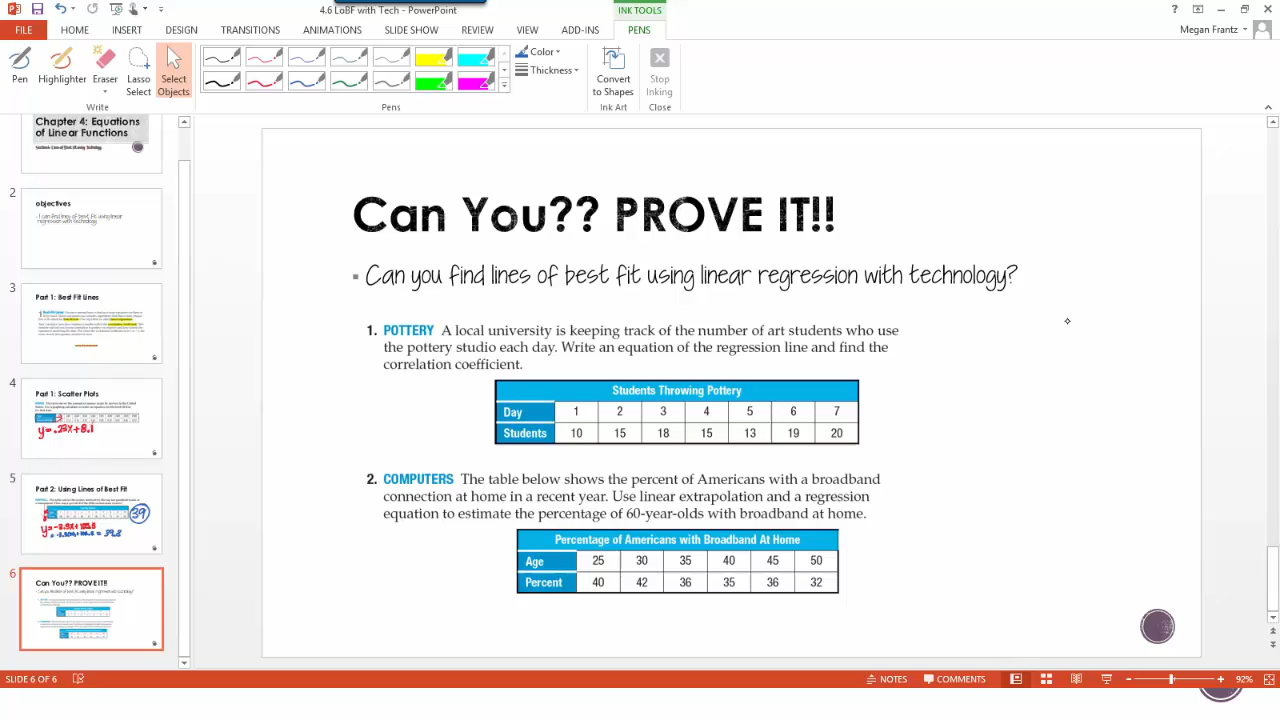 4.6 LoBF with Tech - PowerPoint
INK TOOLS
FILE
HOME
INSERT
DESIGN
TRANSITIONS
ANIMATIONS
SLIDE SHOW
REVIEW
VIEW
ADD-INS
PENS
Megan Frantz
Pen
Highlighter
Eraser
Lasso Select
Select Objects
Color
Thickness
Convert to Shapes
Stop Inking
Write
Pens
Ink Art
Close
Chapter 4: Equations
of Linear Functions
2
objectives
I can find lines of best fit using linear
regression with technology
3
Part 1: Best Fit Lines
4
Part 1: Scatter Plots
y=.23x+8.1
5
Part 2: Using Lines of Best Fit
39
6
Can You?? PROVE IT!!
Can You?? PROVE IT!!
Can you find lines of best fit using linear regression with technology?
1. POTTERY A local university is keeping track of the number of art students who use
the pottery studio each day. Write an equation of the regression line and find the
correlation coefficient.
Students Throwing Pottery
Day 1 2 3 4 5 6 7
Students 10 15 18 15 13 19 20
2. COMPUTERS The table below shows the percent of Americans with a broadband
connection at home in a recent year. Use linear extrapolation and a regression
equation to estimate the percentage of 60-year-olds with broadband at home.
Percentage of Americans with Broadband At Home
Age 25 30 35 40 45 50
Percent 40 42 36 35 36 32
SLIDE 6 OF 6
NOTES
COMMENTS
92%